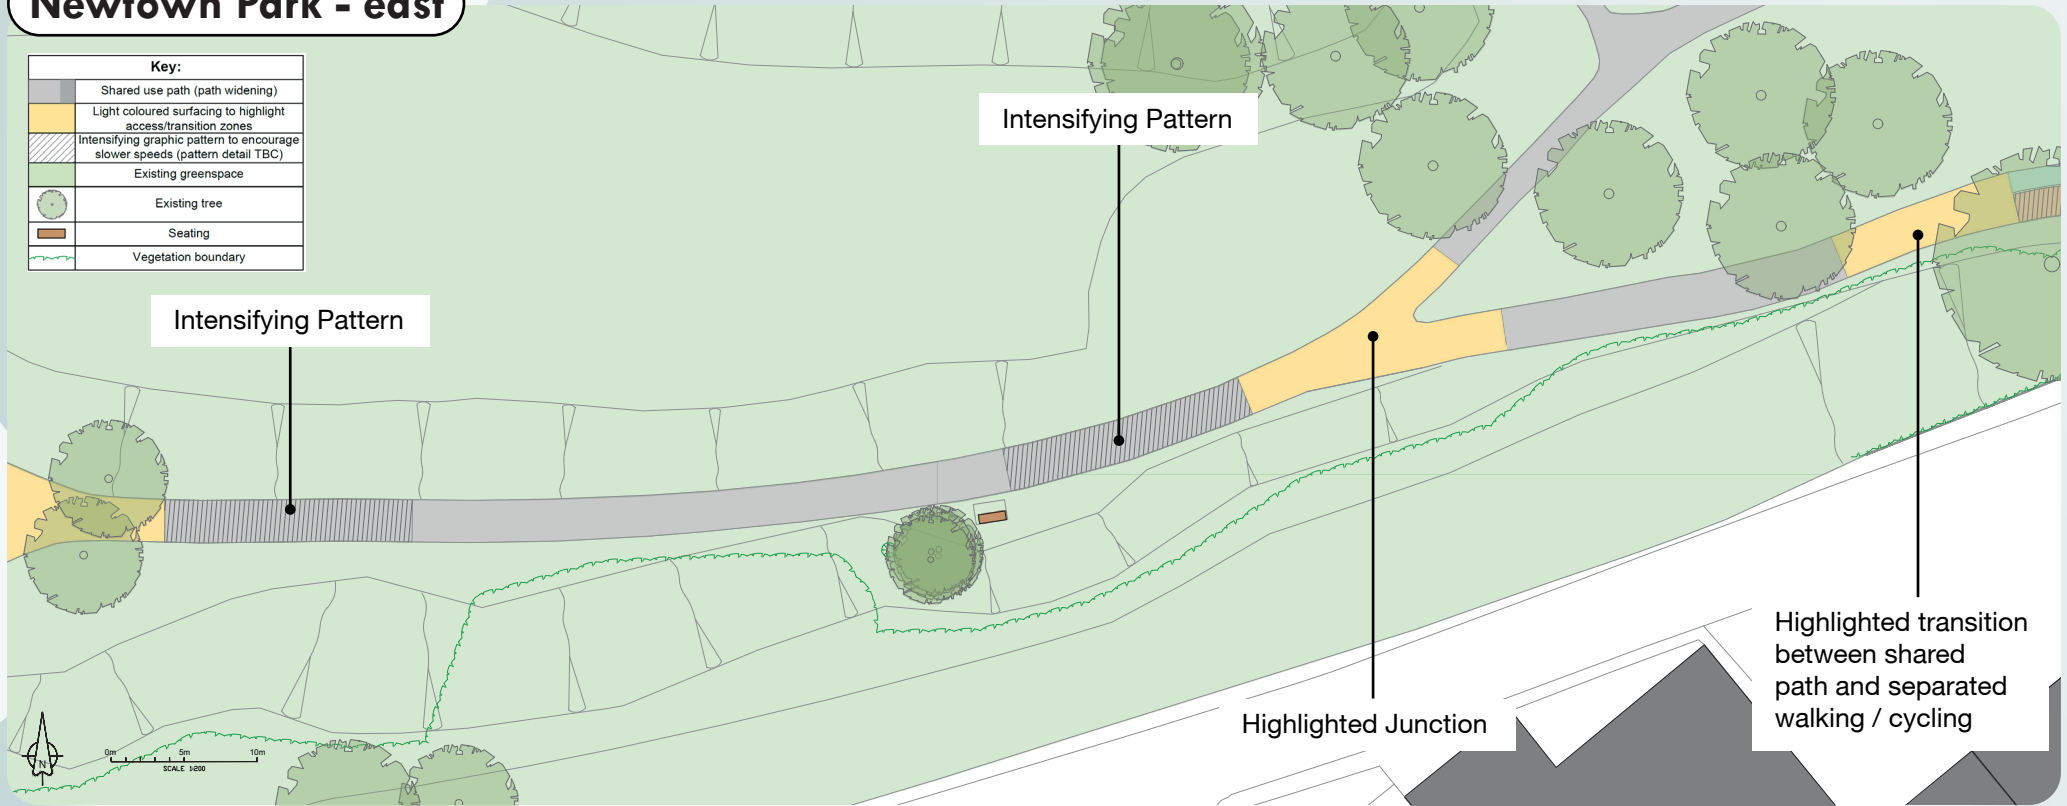 Newtown Park - east
Key:
Shared use path (path widening)
Light coloured surfacing to highlight
access/transition zones
Intensifying graphic pattern to encourage
slower speeds (pattern detail TBC)
Existing greenspace
Existing tree
Seating
Vegetation boundary
Intensifying Pattern
Intensifying Pattern
Highlighted Junction
Highlighted transition
between shared
path and separated
walking / cycling
N
0m 5m 10m
SCALE 1:200